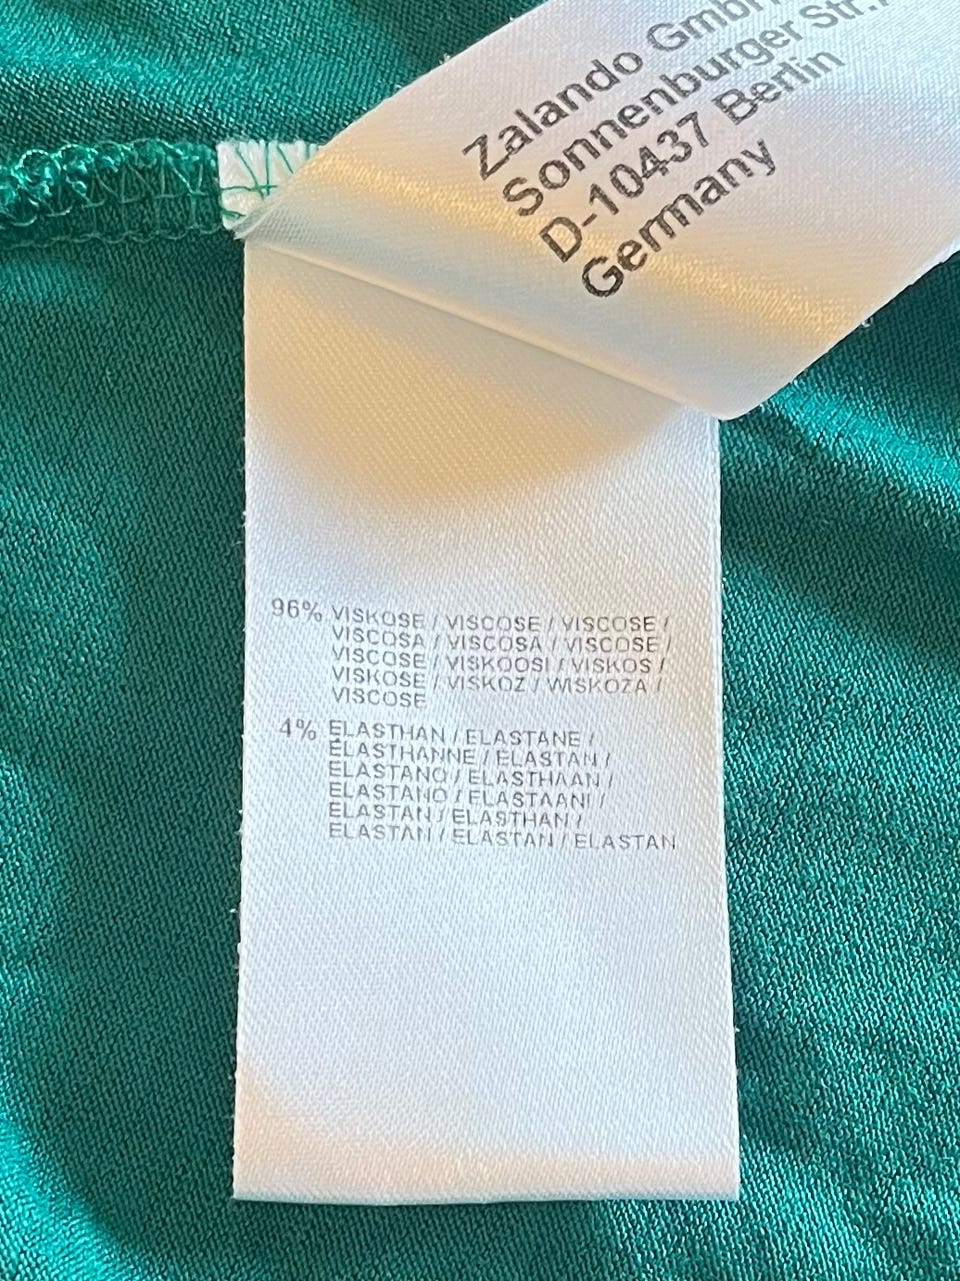 Zalando GmbH
Sonnenburger Str.
D-10437 Berlin
Germany
96% VISKOSE / VISCOSE / VISCOSE /
VISCOSA / VISCOSA / VISCOSE /
VISCOSE / VISKOOSI / VISKOS /
VISKOSE / VISKOZ / WISKOZA /
VISCOSE
4% ELASTHAN / ELASTANE /
ÉLASTHANNE / ELASTAN /
ELASTANO / ELASTHAAN /
ELASTANO / ELASTAANI /
ELASTAN / ELASTHAN /
ELASTAN / ELASTAN / ELASTAN